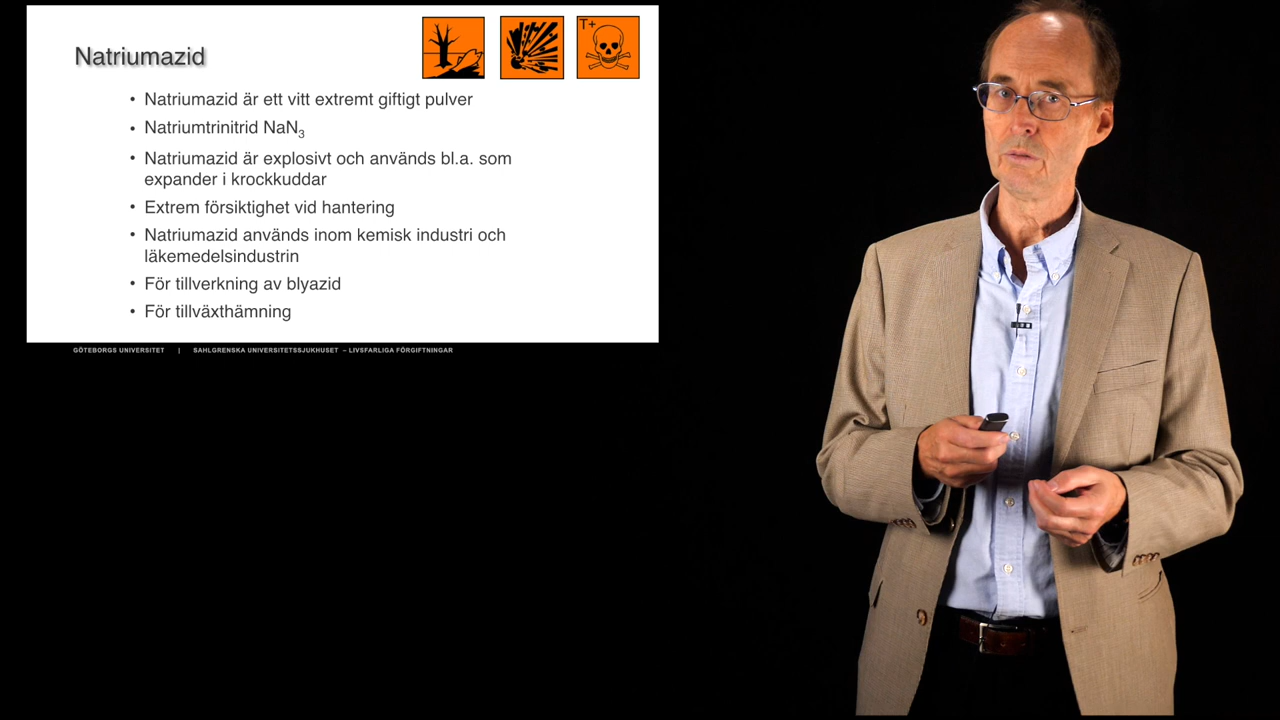 T+
Natriumazid
• Natriumazid är ett vitt extremt giftigt pulver
• Natriumtrinitrid NaN₃
• Natriumazid är explosivt och används bl.a. som
expander i krockkuddar
• Extrem försiktighet vid hantering
• Natriumazid används inom kemisk industri och
läkemedelsindustrin
• För tillverkning av blyazid
• För tillväxthämning
GÖTEBORGS UNIVERSITET | SAHLGRENSKA UNIVERSITETSSJUKHUSET – LIVSFARLIGA FÖRGIFTNINGAR